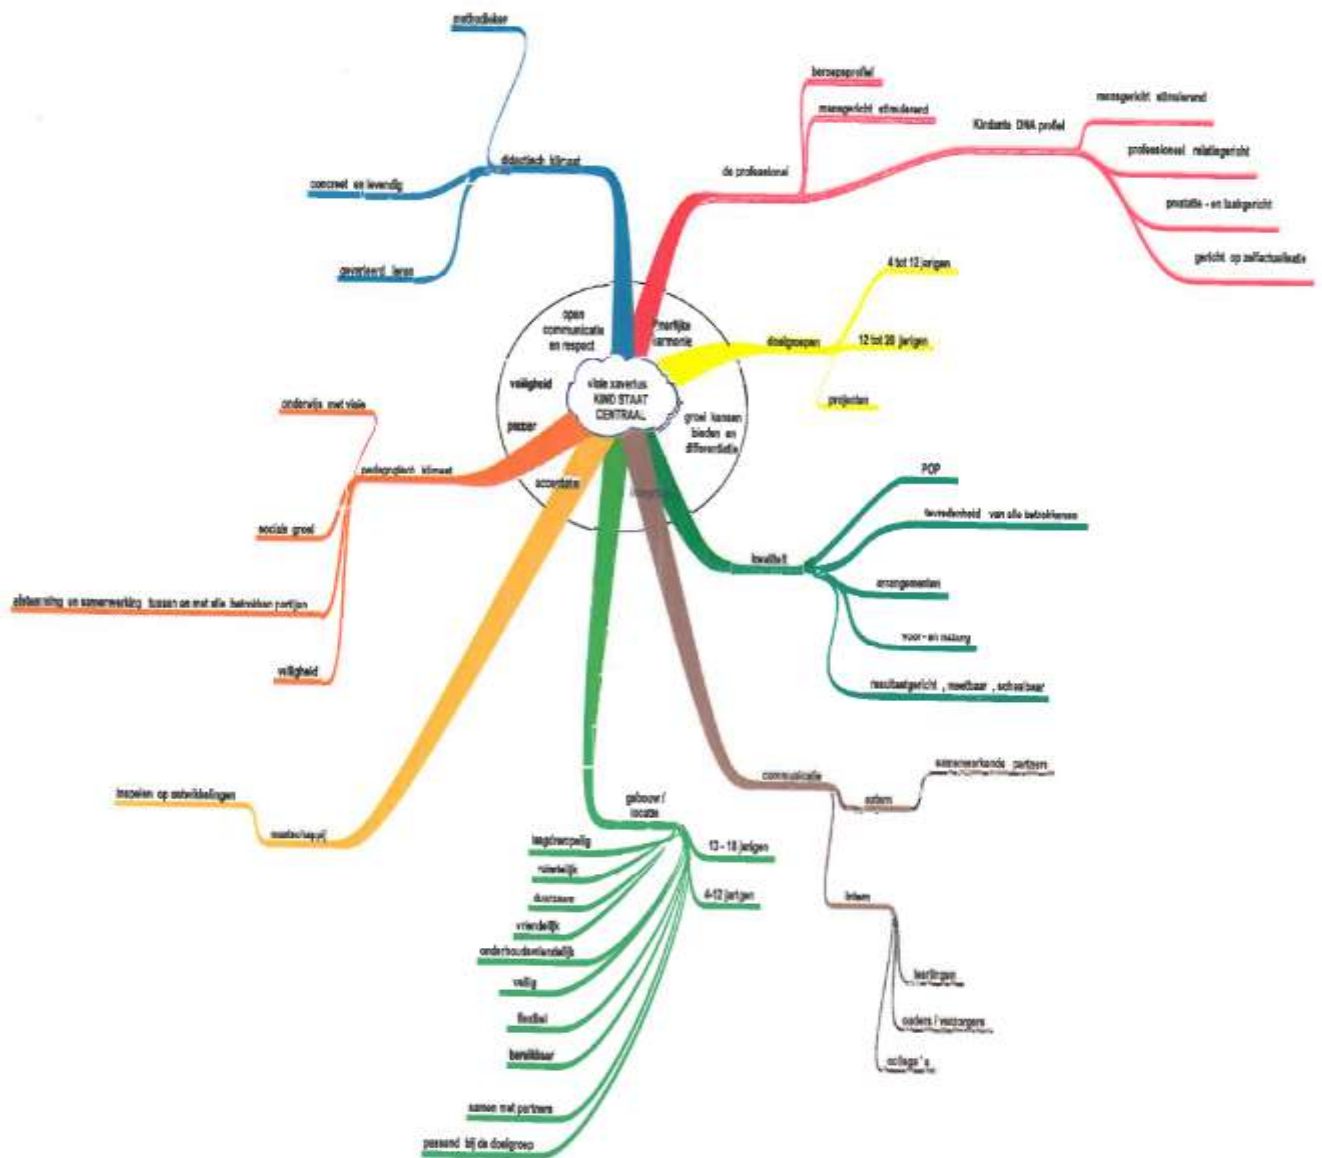 methodieken
didactisch klimaat
concreet en levendig
gevarieerd leren
beroepsprofiel
mensgericht stimulerend
de professional
Kindante DNA profiel
mensgericht stimulerend
professioneel relatiegericht
prestatie - en taakgericht
gericht op zelfactualisatie
4 tot 12 jarigen
doelgroepen
12 tot 20 jarigen
projecten
open
communicatie
en respect
harmonie
veiligheid
visie xaverius
KIND STAAT
CENTRAAL
groei kansen
bieden en
differentiatie
onderwijs met visie
pedagogisch klimaat
sociale groei
afstemming en samenwerking tussen en met alle betrokken partijen
veiligheid
acceptatie
POP
tevredenheid van alle betrokkenen
kwaliteit
arrangementen
voor- en nazorg
resultaatgericht , meetbaar , schaalbaar
communicatie
samenwerkende partners
extern
intern
leerlingen
ouders / verzorgers
collega's
inspelen op ontwikkelingen
maatschappij
gebouw /
locatie
13 - 18 jarigen
4-12 jarigen
laagdrempelig
duurzaam
vriendelijk
onderhoudsvriendelijk
veilig
flexibel
bereikbaar
samen met partners
passend bij de doelgroep